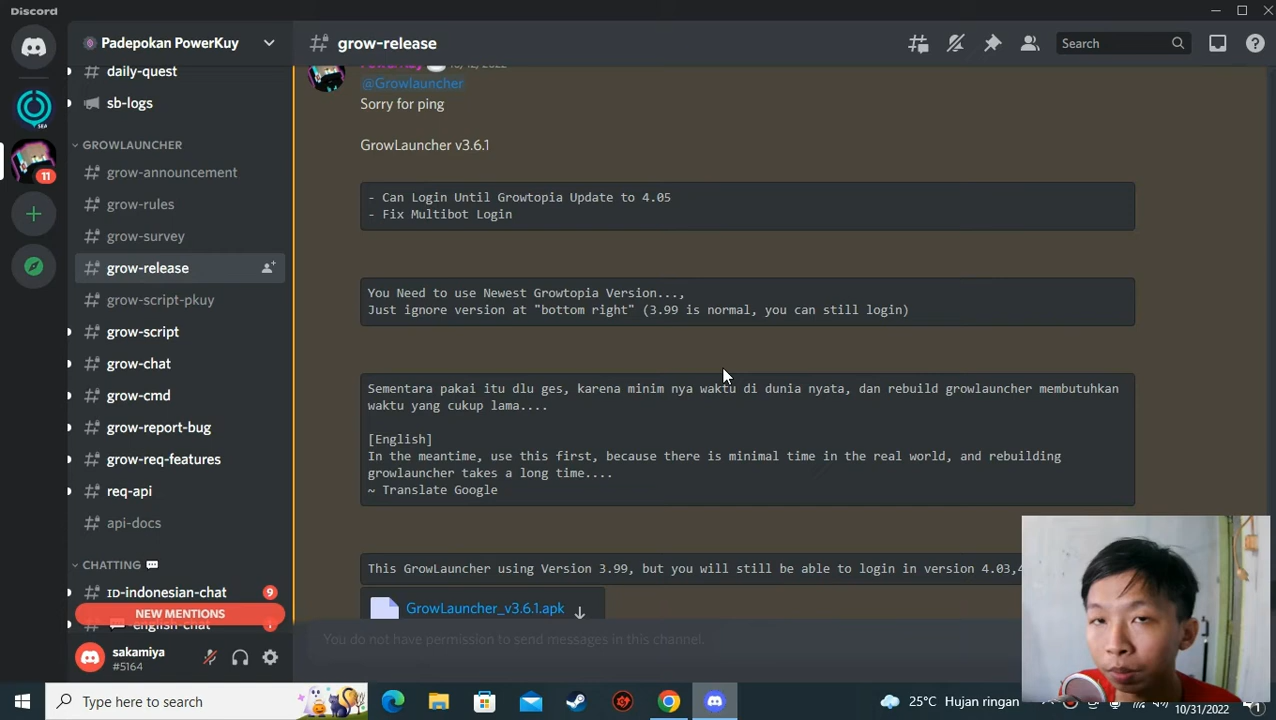 Discord
Padepokan PowerKuy
daily-quest
sb-logs
GROWLAUNCHER
grow-announcement
grow-rules
grow-survey
grow-release
grow-script-pkuy
grow-script
grow-chat
grow-cmd
grow-report-bug
grow-req-features
req-api
api-docs
CHATTING
ɪᴅ-indonesian-chat
9
NEW MENTIONS
english-chat
11
SEA
sakamiya
#5164
grow-release
Search
@Growlauncher
Sorry for ping
GrowLauncher v3.6.1
- Can Login Until Growtopia Update to 4.05
- Fix Multibot Login
You Need to use Newest Growtopia Version...,
Just ignore version at "bottom right" (3.99 is normal, you can still login)
Sementara pakai itu dlu ges, karena minim nya waktu di dunia nyata, dan rebuild growlauncher membutuhkan
waktu yang cukup lama....
[English]
In the meantime, use this first, because there is minimal time in the real world, and rebuilding
growlauncher takes a long time....
~ Translate Google
This GrowLauncher using Version 3.99, but you will still be able to login in version 4.03,4
GrowLauncher_v3.6.1.apk
You do not have permission to send messages in this channel.
Type here to search
25°C Hujan ringan
10/31/2022
1